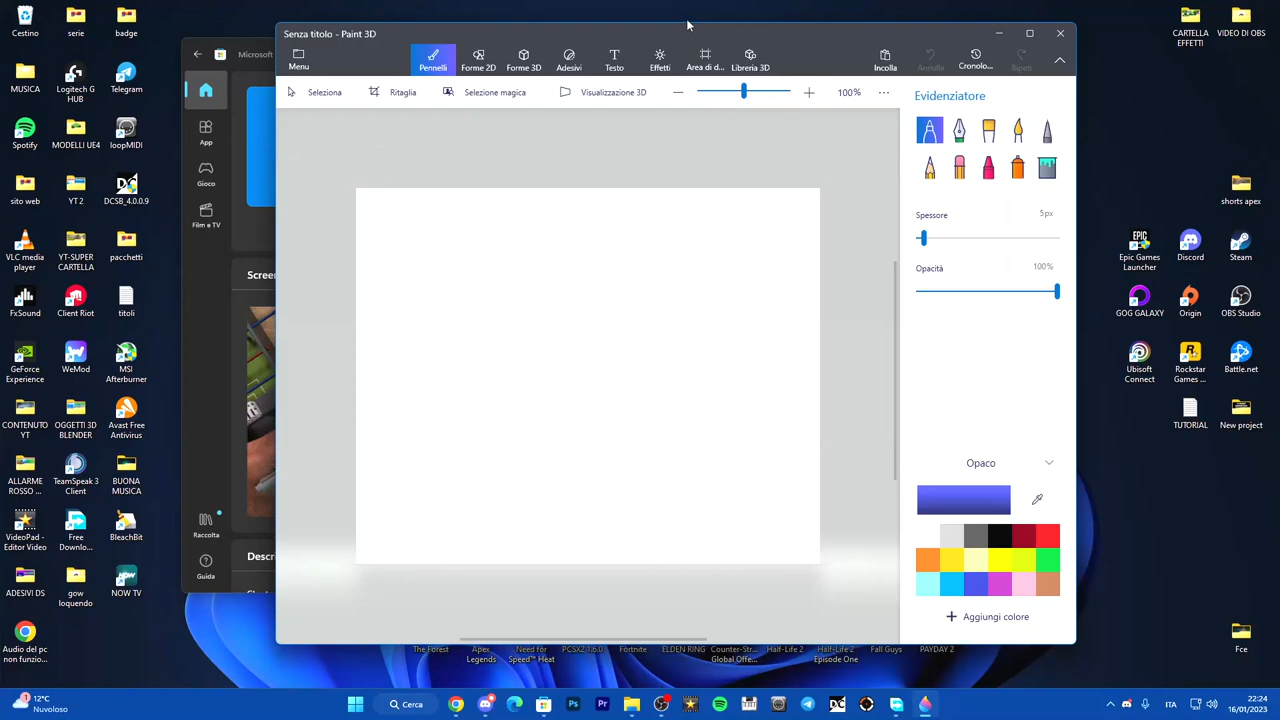 Cestino
serie
badge
CARTELLA
EFFETTI
VIDEO DI OBS
Senza titolo - Paint 3D
Microsoft
Menu
Pennelli
Forme 2D
Forme 3D
Adesivi
Testo
Effetti
Area di d...
Libreria 3D
Incolla
Annulla
Cronolo...
Ripeti
Seleziona
Ritaglia
Selezione magica
Visualizzazione 3D
100%
Evidenziatore
MUSICA
Logitech G
HUB
Telegram
App
Spotify
MODELLI UE4
loopMIDI
Gioco
sito web
YT 2
DCSB_4.0.0.9
Film e TV
shorts apex
Spessore
5px
VLC media
player
YT-SUPER
CARTELLA
pacchetti
Epic Games
Launcher
Discord
Steam
Opacità
100%
Screen
FxSound
Client Riot
titoli
GOG GALAXY
Origin
OBS Studio
GeForce
Experience
WeMod
MSI
Afterburner
Ubisoft
Connect
Rockstar
Games ...
Battle.net
CONTENUTO
YT
OGGETTI 3D
BLENDER
Avast Free
Antivirus
TUTORIAL
New project
ALLARME
ROSSO ...
TeamSpeak 3
Client
BUONA
MUSICA
Opaco
VideoPad -
Editor Video
Free
Downlo...
BleachBit
Raccolta
Guida
Descri
ADESIVI DS
gow
loquendo
NOW TV
Aggiungi colore
Audio del pc
non funzio...
The Forest
Apex
Legends
Need for
Speed™ Heat
PCSX2 1.6.0
Fortnite
ELDEN RING
Counter-Str...
Global Offe...
Half-Life 2
Half-Life 2
Episode One
Fall Guys
PAYDAY 2
Fce
12°C
Nuvoloso
Cerca
ITA
22:24
16/01/2023